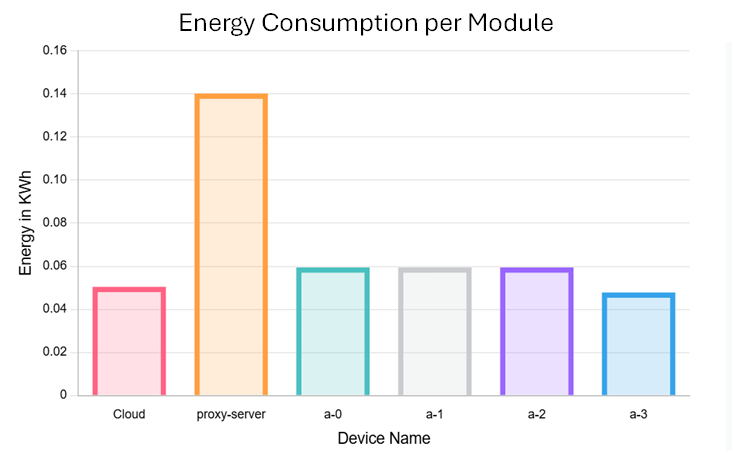 Energy Consumption per Module
Energy in KWh
0.16
0.14
0.12
0.10
0.08
0.06
0.04
0.02
0
Cloud proxy-server a-0 a-1 a-2 a-3
Device Name